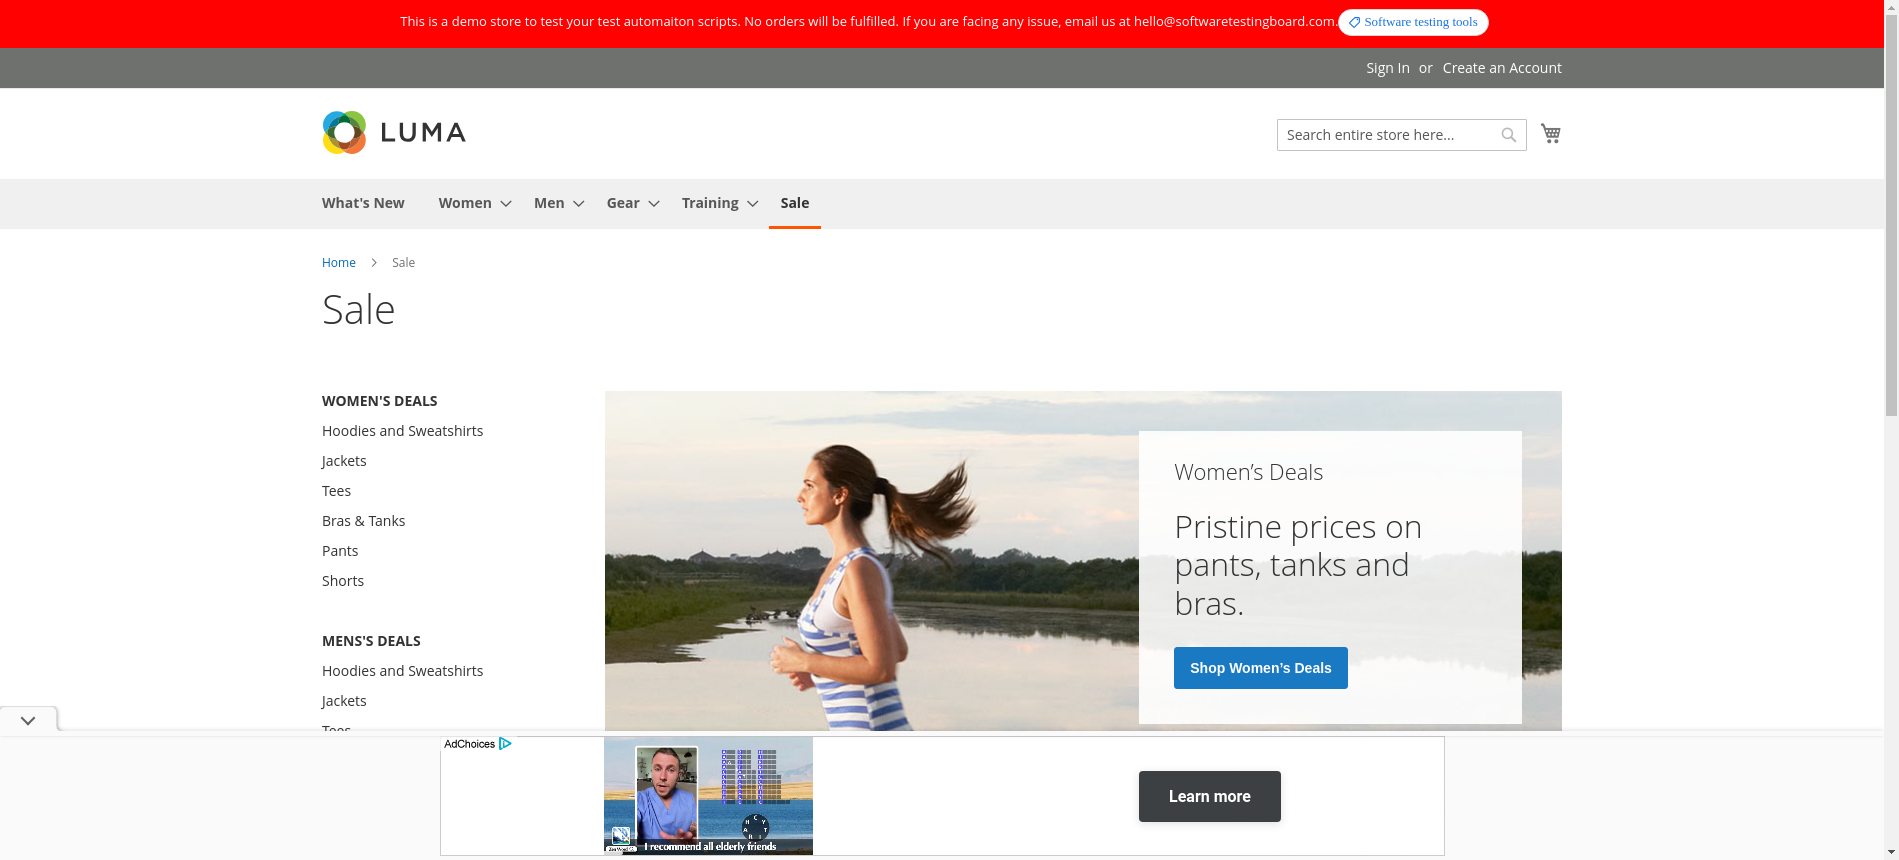 This is a demo store to test your test automaiton scripts. No orders will be fulfilled. If you are facing any issue, email us at hello@softwaretestingboard.com. Software testing tools
Sign In or Create an Account
LUMA
Search entire store here...
What's New Women Men Gear Training Sale
Home Sale
Sale
WOMEN'S DEALS
Hoodies and Sweatshirts
Jackets
Tees
Bras & Tanks
Pants
Shorts
MENS'S DEALS
Hoodies and Sweatshirts
Jackets
Tees
Women’s Deals
Pristine prices on
pants, tanks and
bras.
Shop Women’s Deals
AdChoices
I recommend all elderly friends
Learn more